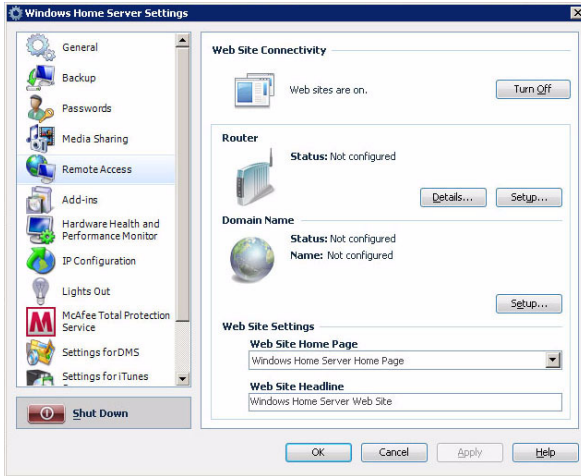 Windows Home Server Settings
General
Backup
Passwords
Media Sharing
Remote Access
Add-ins
Hardware Health and
Performance Monitor
IP Configuration
Lights Out
McAfee Total Protection
Service
Settings for DMS
Settings for iTunes
Shut Down
Web Site Connectivity
Web sites are on.
Turn Off
Router
Status: Not configured
Details...
Setup...
Domain Name
Status: Not configured
Name: Not configured
Setup...
Web Site Settings
Web Site Home Page
Windows Home Server Home Page
Web Site Headline
Windows Home Server Web Site
OK
Cancel
Apply
Help